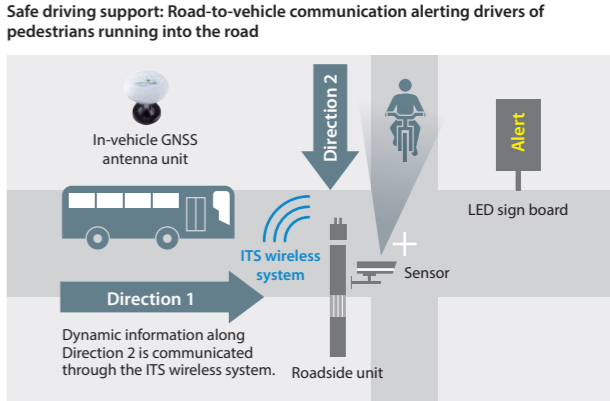 Safe driving support: Road-to-vehicle communication alerting drivers of
pedestrians running into the road
In-vehicle GNSS
antenna unit
Direction 2
Alert
LED sign board
ITS wireless
system
Sensor
Direction 1
Dynamic information along
Direction 2 is communicated
through the ITS wireless system.
Roadside unit